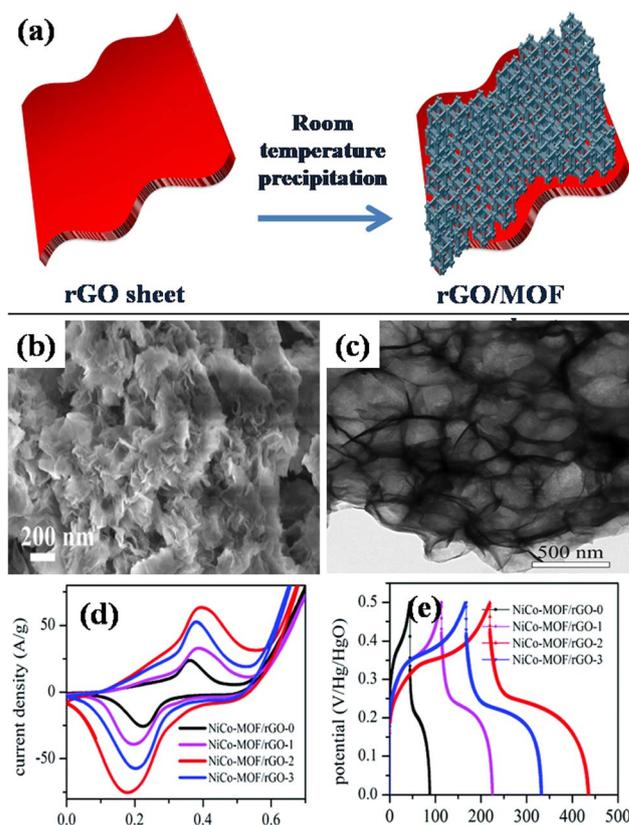 (a)
Room
temperature
precipitation
rGO sheet
rGO/MOF
(b)
200 nm
(c)
500 nm
(d)
current density (A/g)
50
0
-50
0.0 0.2 0.4 0.6
NiCo-MOF/rGO-0
NiCo-MOF/rGO-1
NiCo-MOF/rGO-2
NiCo-MOF/rGO-3
(e)
potential (V/Hg/HgO)
0.5
0.4
0.3
0.2
0.1
0.0
0 100 200 300 400 500
NiCo-MOF/rGO-0
NiCo-MOF/rGO-1
NiCo-MOF/rGO-2
NiCo-MOF/rGO-3